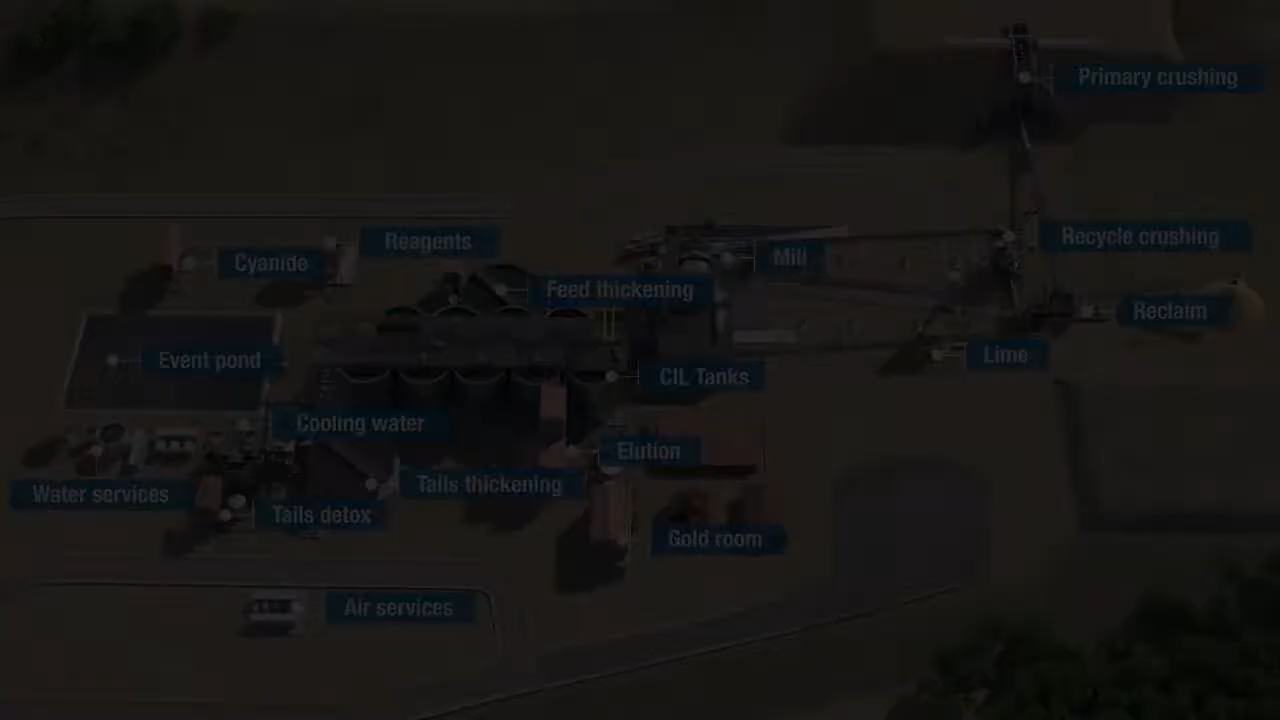 Primary crushing
Recycle crushing
Reagents
Cyanide
Mill
Feed thickening
Reclaim
Lime
Event pond
CIL Tanks
Cooling water
Elution
Tails thickening
Water services
Tails detox
Gold room
Air services